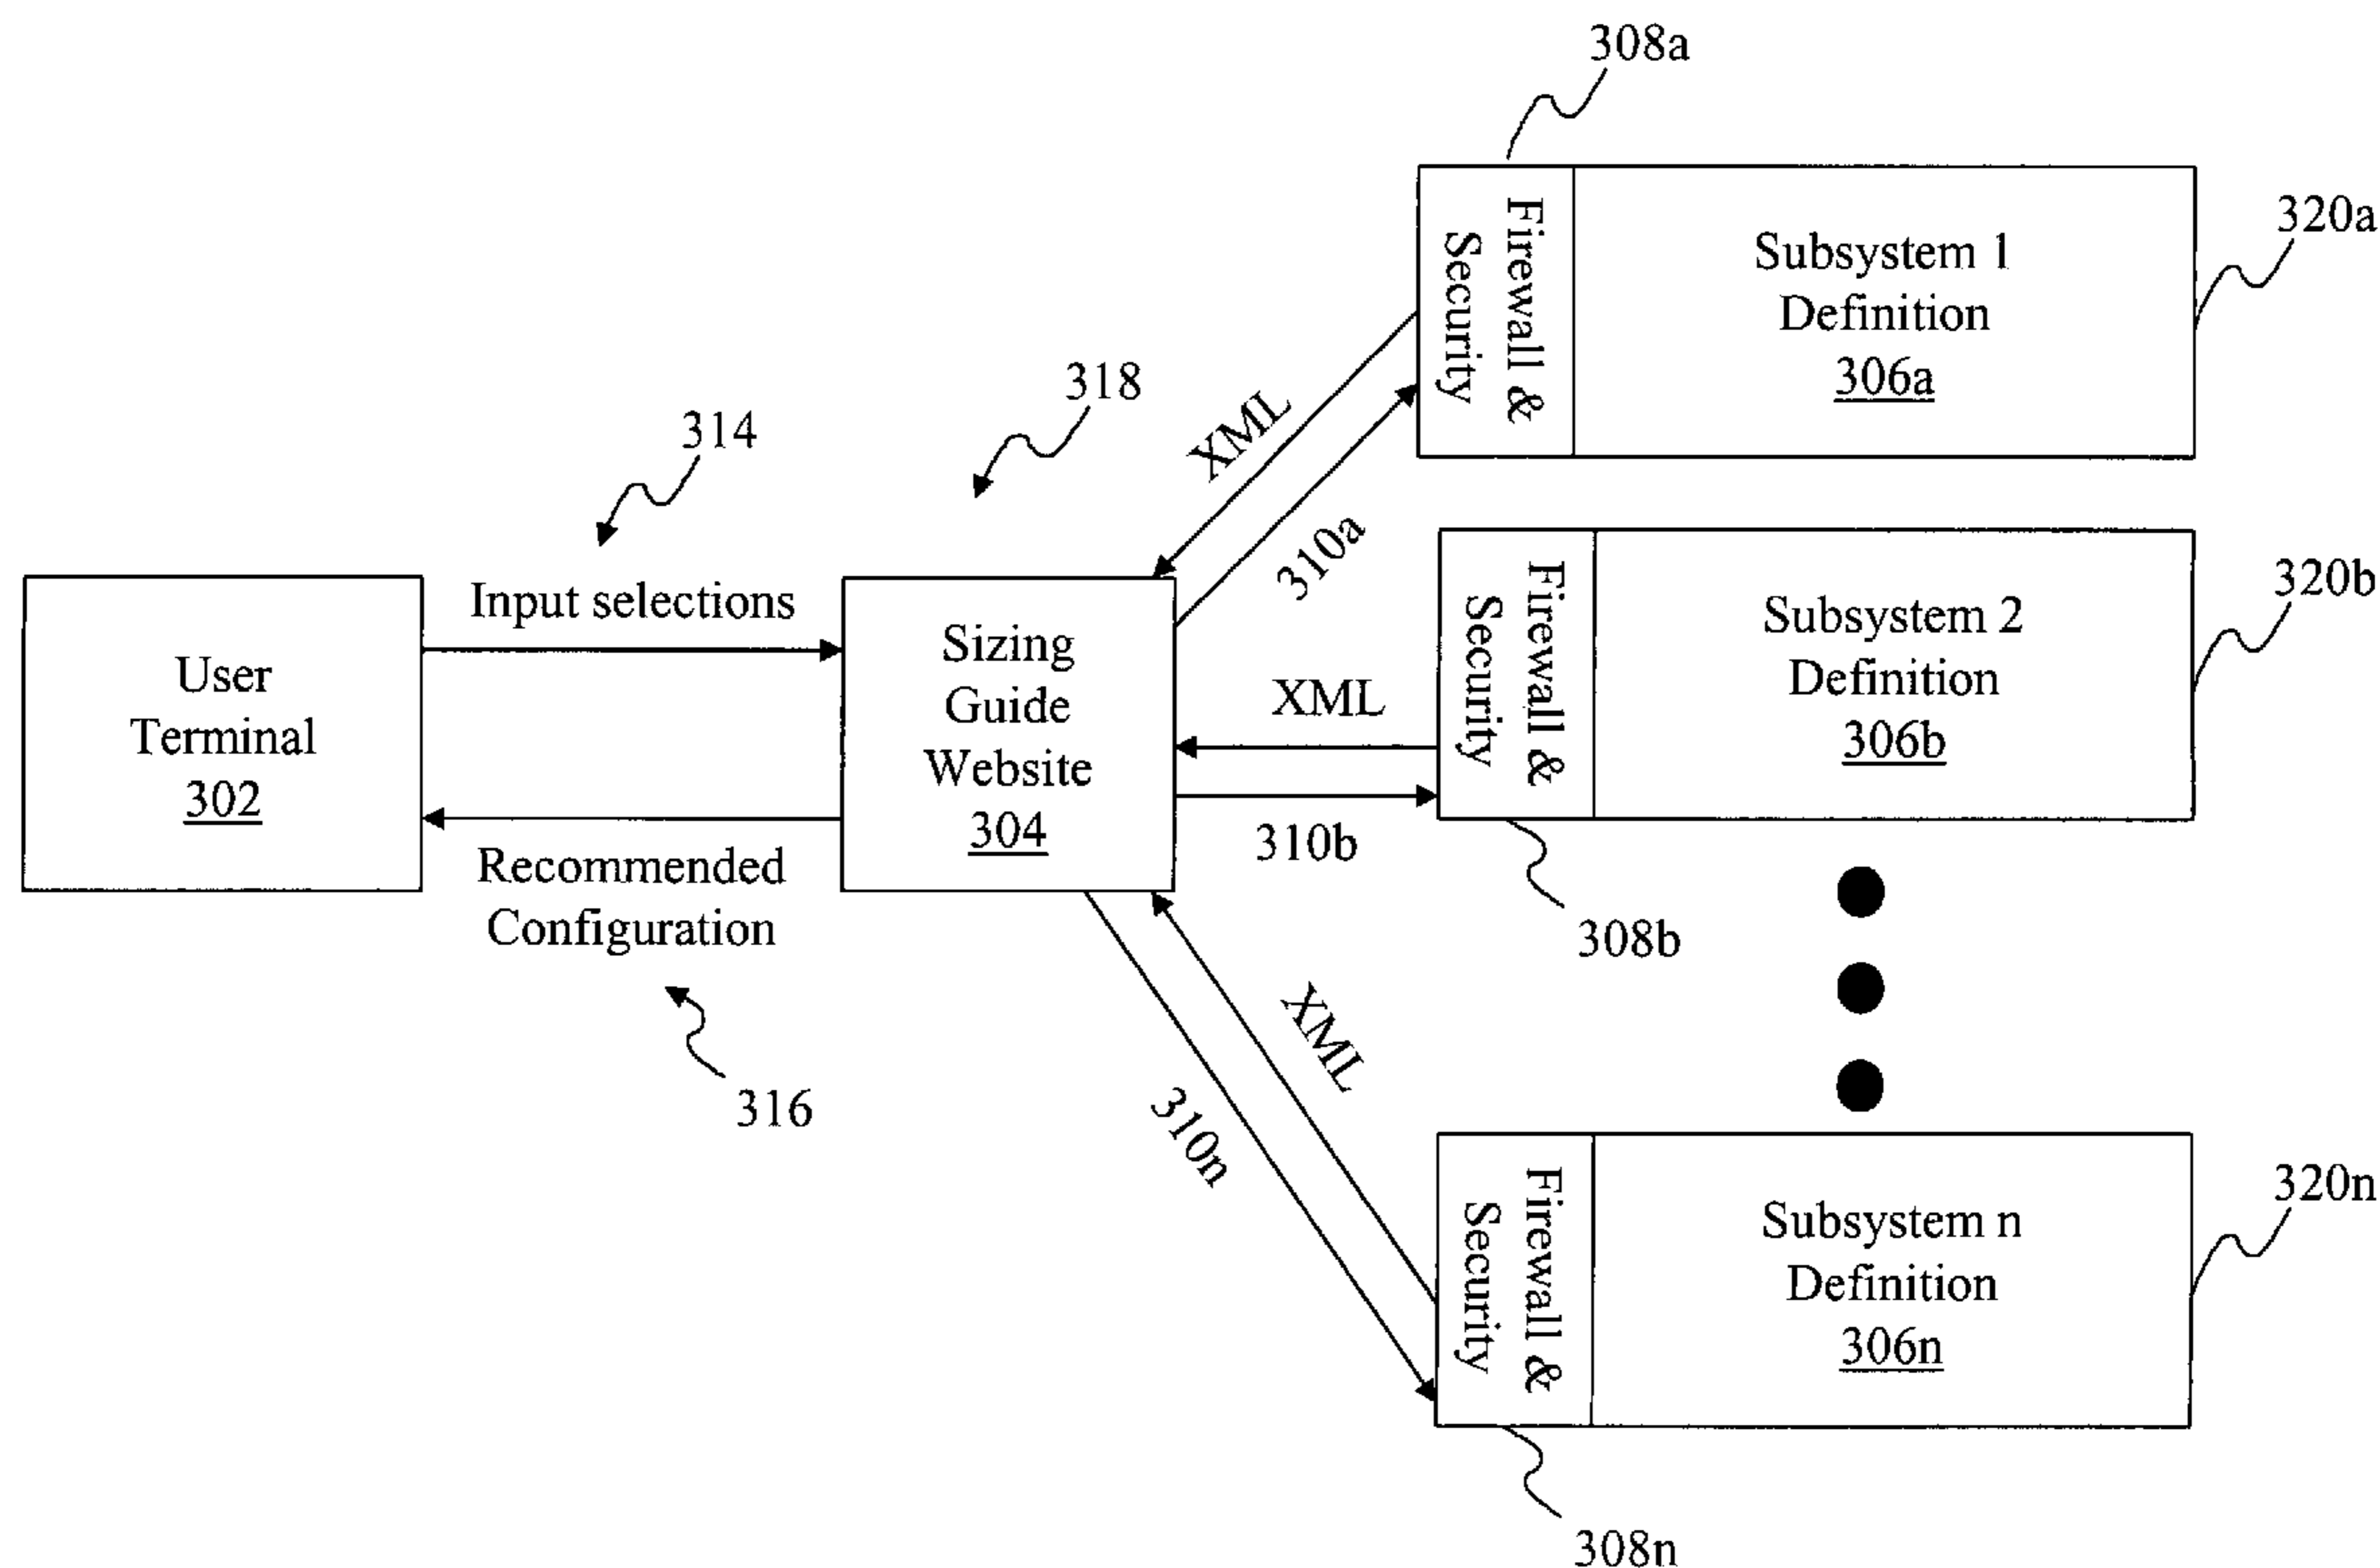 308a
Firewall &
Security
Subsystem 1
Definition
306a
320a
318
314
XML
310a
Input selections
User
Terminal
302
Sizing
Guide
Website
304
Recommended
Configuration
316
XML
310b
Firewall &
Security
Subsystem 2
Definition
306b
320b
308b
XML
310n
Firewall &
Security
Subsystem n
Definition
306n
320n
308n